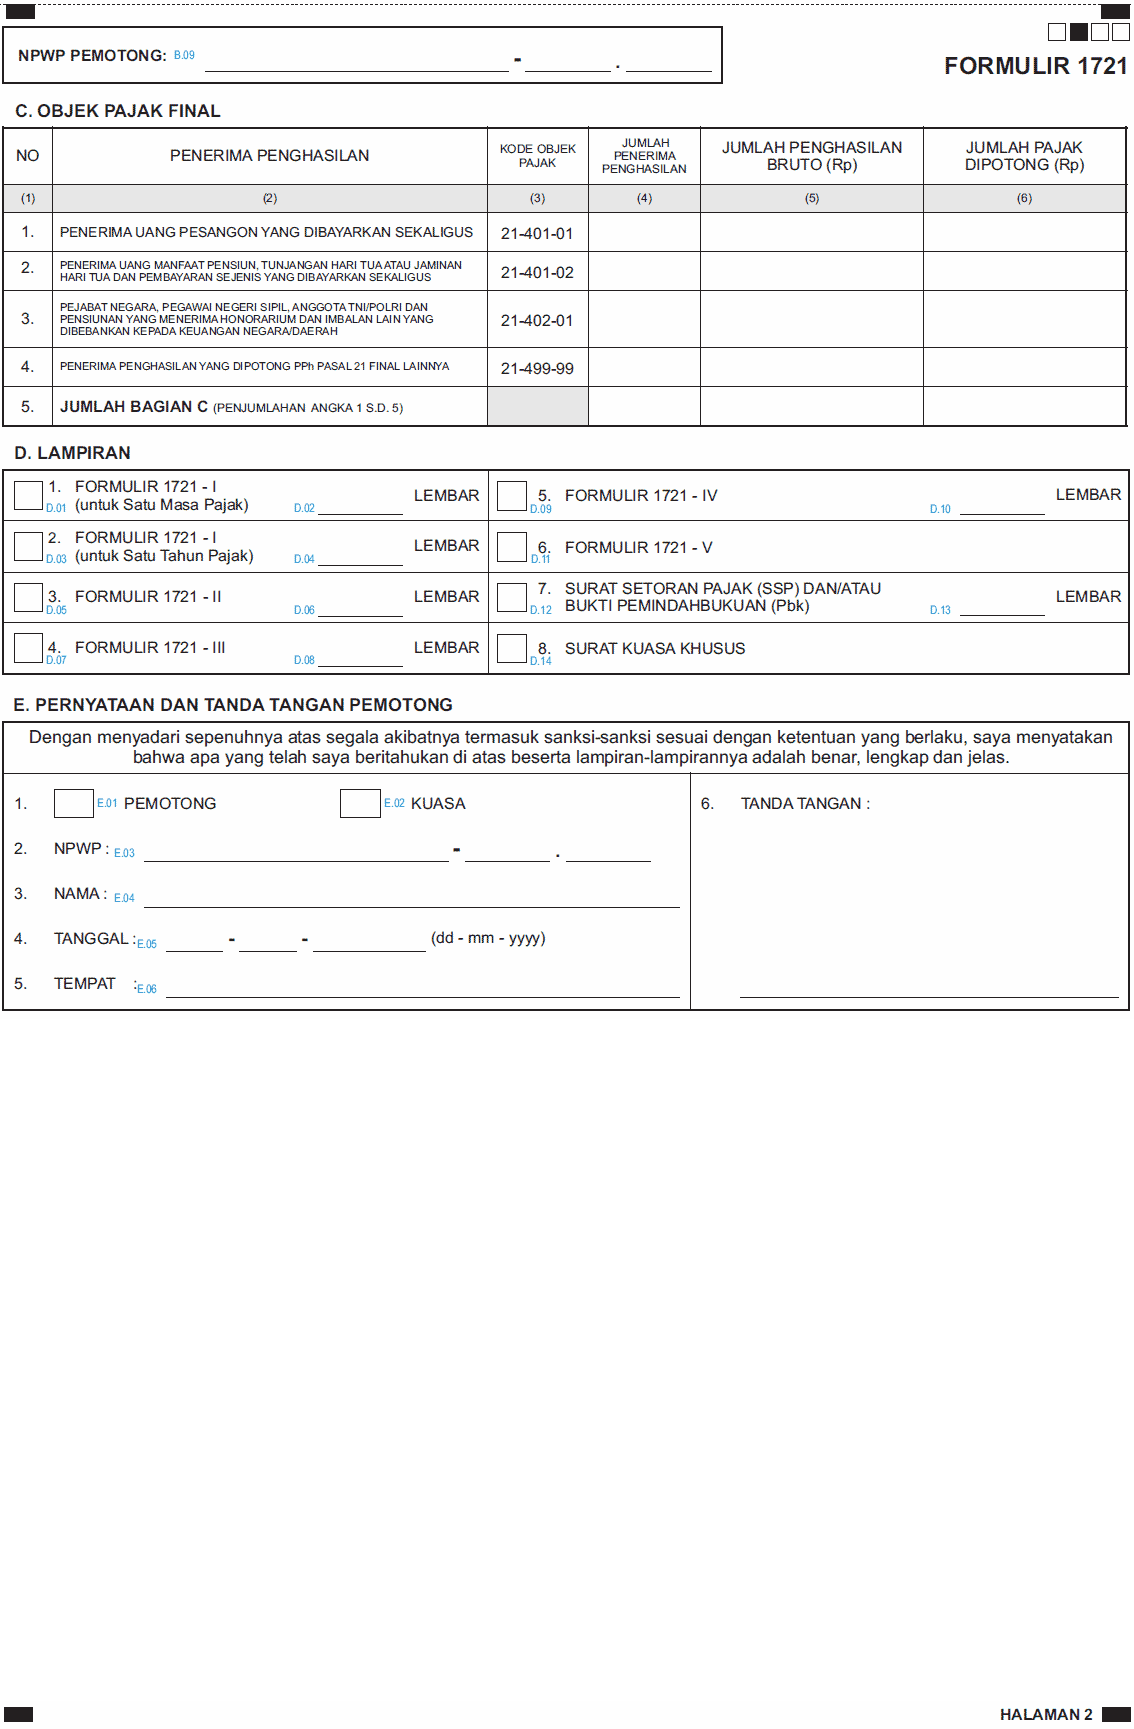 NPWP PEMOTONG: B.09 - .
FORMULIR 1721
C. OBJEK PAJAK FINAL
NO
PENERIMA PENGHASILAN
KODE OBJEK
PAJAK
JUMLAH
PENERIMA
PENGHASILAN
JUMLAH PENGHASILAN
BRUTO (Rp)
JUMLAH PAJAK
DIPOTONG (Rp)
(1) (2) (3) (4) (5) (6)
1. PENERIMA UANG PESANGON YANG DIBAYARKAN SEKALIGUS 21-401-01
2. PENERIMA UANG MANFAAT PENSIUN, TUNJANGAN HARI TUA ATAU JAMINAN
HARI TUA DAN PEMBAYARAN SEJENIS YANG DIBAYARKAN SEKALIGUS
21-401-02
3. PEJABAT NEGARA, PEGAWAI NEGERI SIPIL, ANGGOTA TNI/POLRI DAN
PENSIUNAN YANG MENERIMA HONORARIUM DAN IMBALAN LAIN YANG
DIBEBANKAN KEPADA KEUANGAN NEGARA/DAERAH
21-402-01
4. PENERIMA PENGHASILAN YANG DIPOTONG PPh PASAL 21 FINAL LAINNYA 21-499-99
5. JUMLAH BAGIAN C (PENJUMLAHAN ANGKA 1 S.D. 5)
D. LAMPIRAN
1. FORMULIR 1721 - I
D.01 (untuk Satu Masa Pajak) D.02 LEMBAR
2. FORMULIR 1721 - I
D.03 (untuk Satu Tahun Pajak) D.04 LEMBAR
3. FORMULIR 1721 - II LEMBAR
D.05 D.06
4. FORMULIR 1721 - III LEMBAR
D.07 D.08
5. FORMULIR 1721 - IV LEMBAR
D.09 D.10
6. FORMULIR 1721 - V
D.11
7. SURAT SETORAN PAJAK (SSP) DAN/ATAU
D.12 BUKTI PEMINDAHBUKUAN (Pbk) D.13 LEMBAR
8. SURAT KUASA KHUSUS
D.14
E. PERNYATAAN DAN TANDA TANGAN PEMOTONG
Dengan menyadari sepenuhnya atas segala akibatnya termasuk sanksi-sanksi sesuai dengan ketentuan yang berlaku, saya menyatakan
bahwa apa yang telah saya beritahukan di atas beserta lampiran-lampirannya adalah benar, lengkap dan jelas.
1. E.01 PEMOTONG E.02 KUASA
2. NPWP : E.03 - .
3. NAMA : E.04
4. TANGGAL : E.05 - - (dd - mm - yyyy)
5. TEMPAT : E.06
6. TANDA TANGAN :
HALAMAN 2